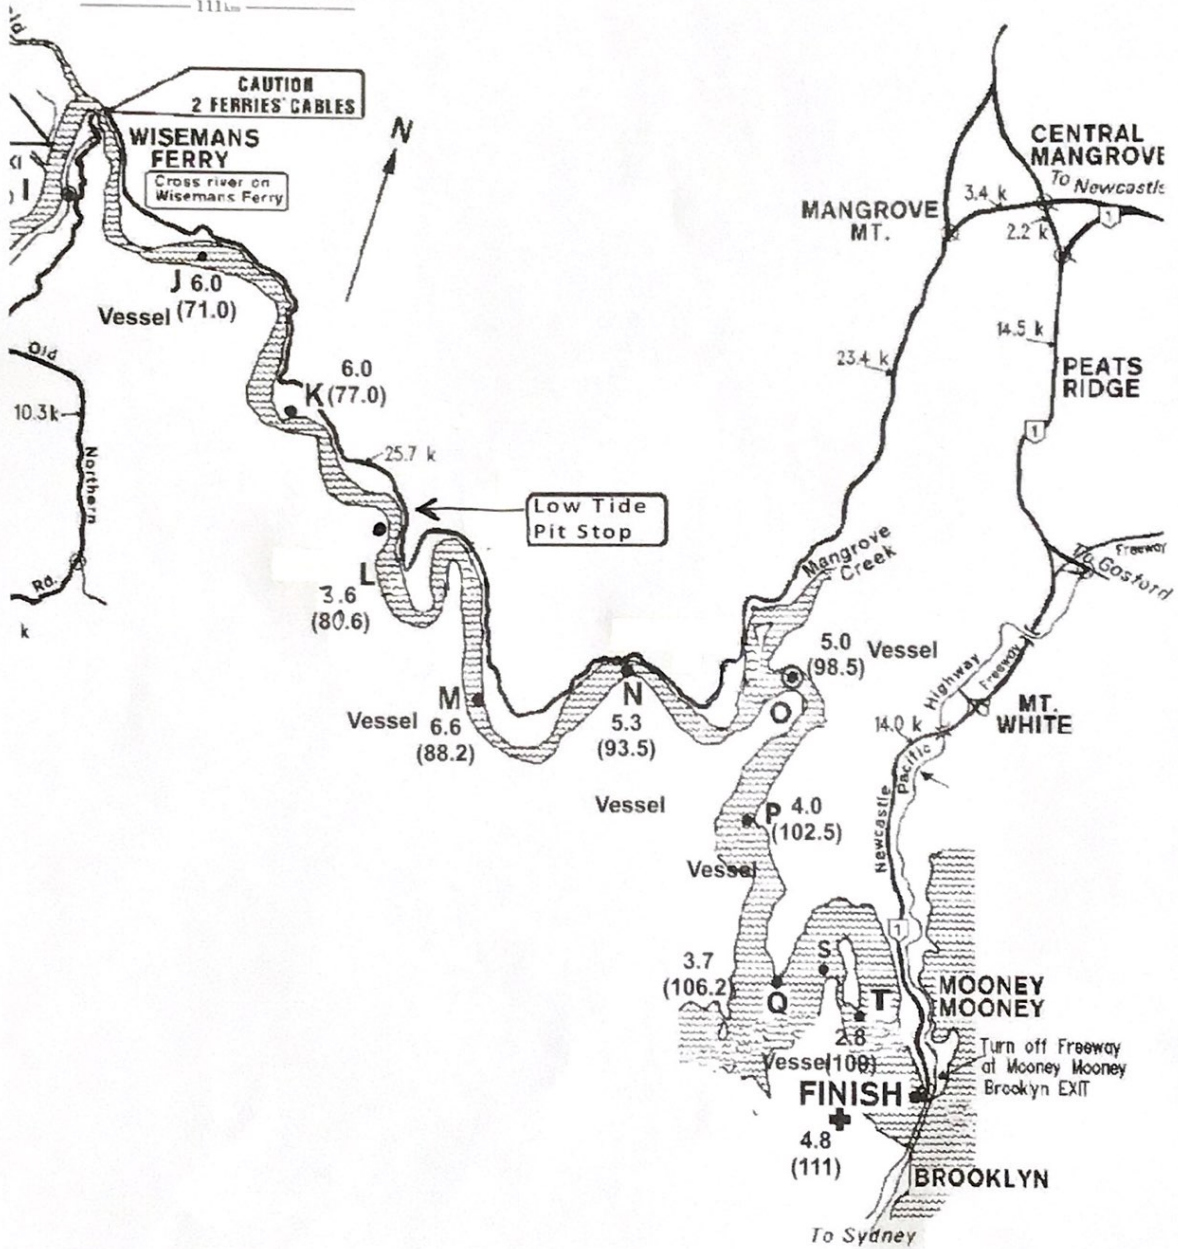 111km
CAUTION
2 FERRIES' CABLES
WISEMANS
FERRY
Cross river on
Wisemans Ferry
N
I
J 6.0
(71.0)
Vessel
CENTRAL
MANGROVE
To Newcastle
3.4 k
MANGROVE
MT.
2.2 k
1
14.5 k
23.4 k
PEATS
RIDGE
1
Old
10.3k
Northern
Rd.
k
6.0
K (77.0)
25.7 k
Low Tide
Pit Stop
L
3.6
(80.6)
Mangrove
Creek
Freeway
To Gosford
5.0
(98.5)
Vessel
O
M
Vessel
6.6
(88.2)
N
5.3
(93.5)
Highway
Freeway
MT.
WHITE
14.0 k
Pacific
Newcastle
Vessel
P 4.0
(102.5)
Vessel
1
3.7
(106.2)
Q
S
T
2.8
Vessel(109)
MOONEY
MOONEY
Turn off Freeway
at Mooney Mooney
Brooklyn EXIT
FINISH
4.8
(111)
BROOKLYN
To Sydney